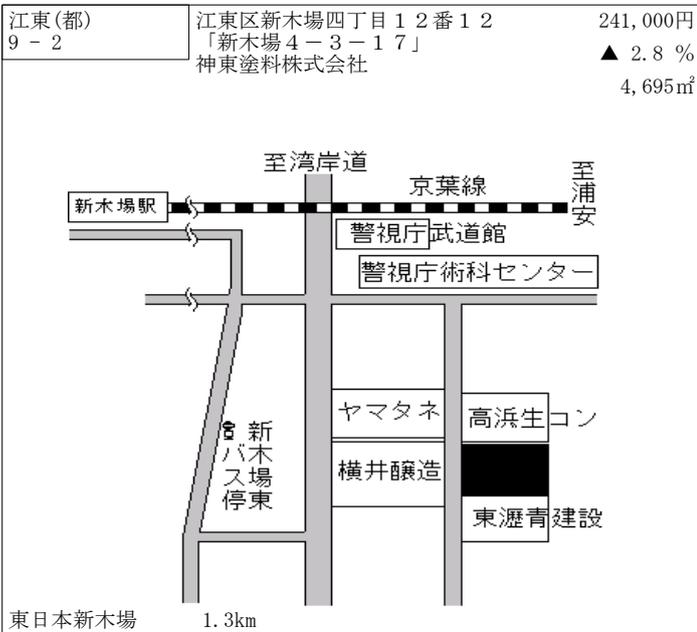 江東(都)
9 － 2
江東区新木場四丁目１２番１２
「新木場４－３－１７」
神東塗料株式会社
241,000円
▲ 2.8 %
4,695㎡
至湾岸道
京葉線
至浦安
新木場駅
警視庁武道館
警視庁術科センター
ヤマタネ
高浜生コン
新木場東
バス停
横井醸造
東瀝青建設
東日本新木場 1.3km